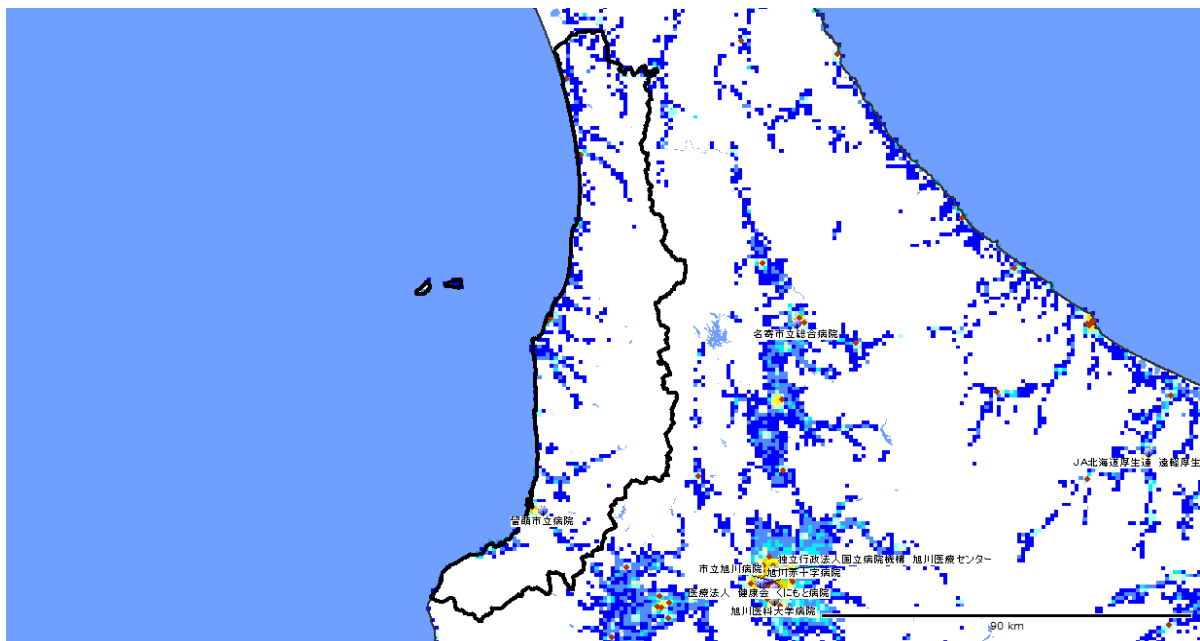 名寄市立総合病院
JA北海道厚生連 遠軽厚生
留萌市立病院
独立行政法人国立病院機構 旭川医療センター
市立旭川病院
旭川赤十字病院
医療法人 健康会 くにもと病院
旭川医科大学病院
90 km